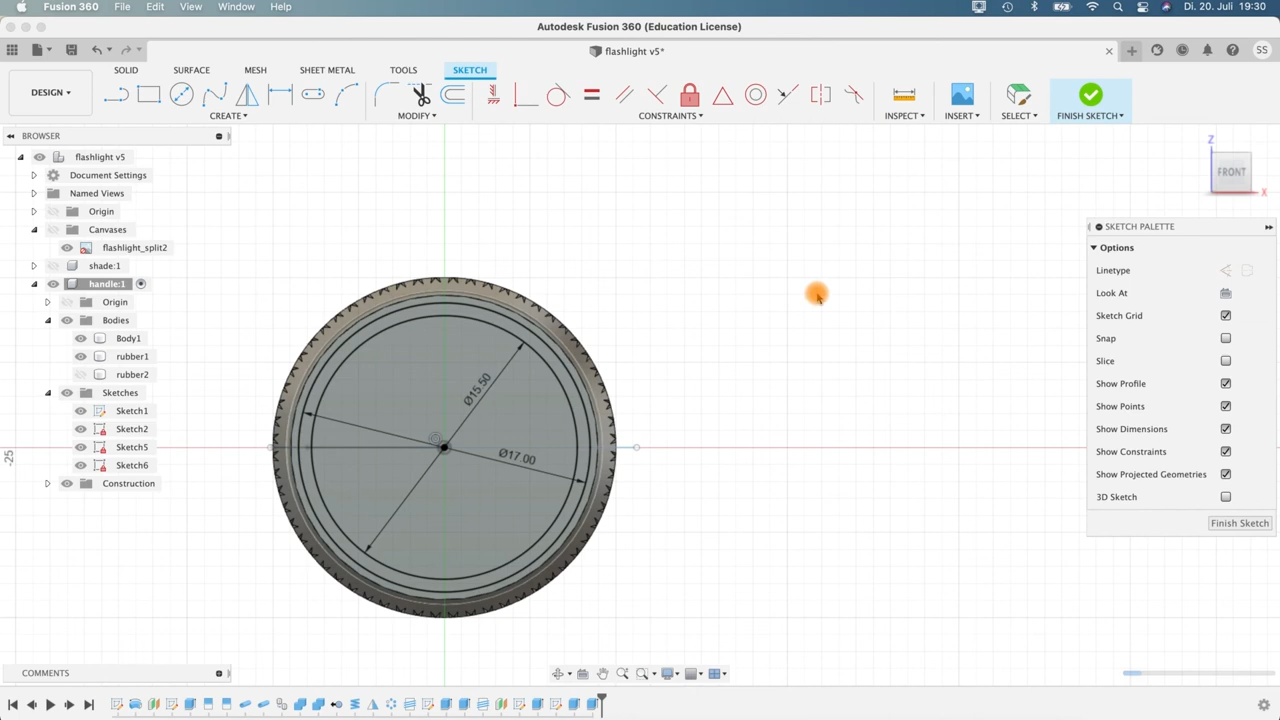 Fusion 360 File Edit View Window Help Di. 20. Juli 19:30
Autodesk Fusion 360 (Education License)
flashlight v5*
SS
SOLID SURFACE MESH SHEET METAL TOOLS SKETCH
DESIGN
CREATE MODIFY CONSTRAINTS INSPECT INSERT SELECT FINISH SKETCH
BROWSER
flashlight v5
Document Settings
Named Views
Origin
Canvases
flashlight_split2
shade:1
handle:1
Origin
Bodies
Body1
rubber1
rubber2
Sketches
Sketch1
Sketch2
Sketch5
Sketch6
Construction
COMMENTS
-25
Ø15.50
Ø17.00
Z
FRONT
X
SKETCH PALETTE
Options
Linetype
Look At
Sketch Grid
Snap
Slice
Show Profile
Show Points
Show Dimensions
Show Constraints
Show Projected Geometries
3D Sketch
Finish Sketch